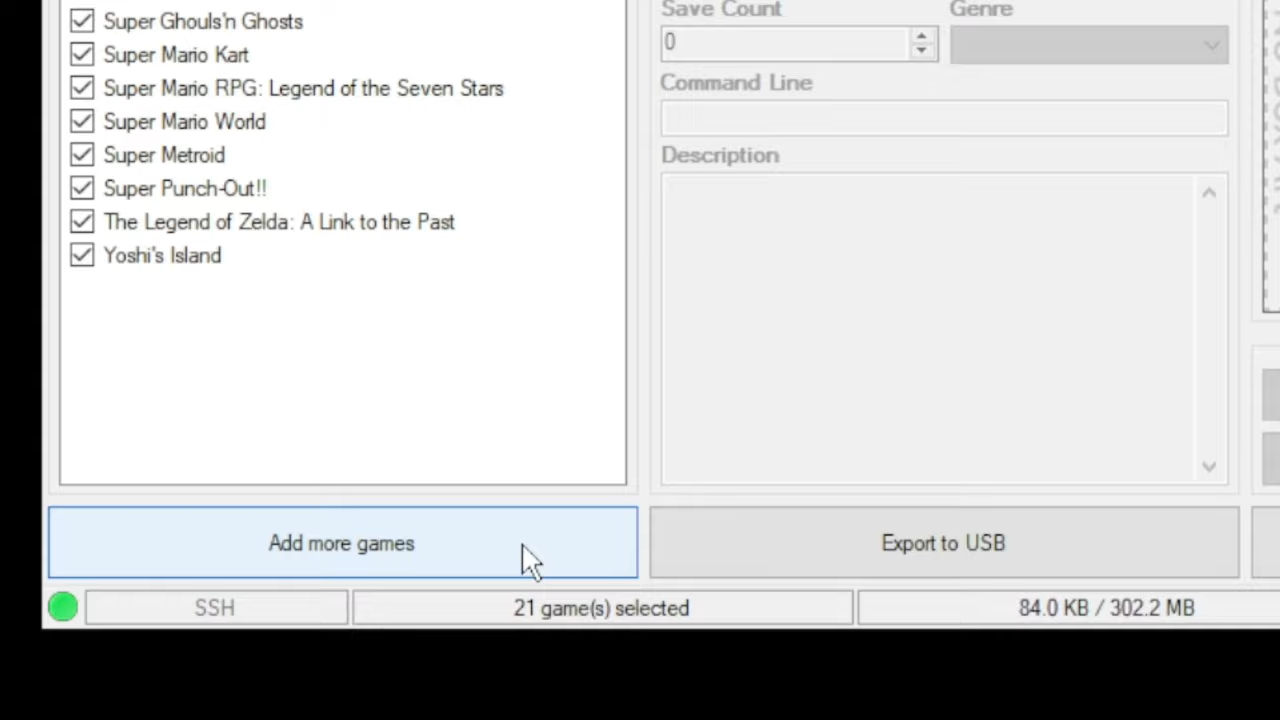 Super Ghouls'n Ghosts
Super Mario Kart
Super Mario RPG: Legend of the Seven Stars
Super Mario World
Super Metroid
Super Punch-Out!!
The Legend of Zelda: A Link to the Past
Yoshi's Island
Save Count
Genre
0
Command Line
Description
Add more games
Export to USB
SSH
21 game(s) selected
84.0 KB / 302.2 MB